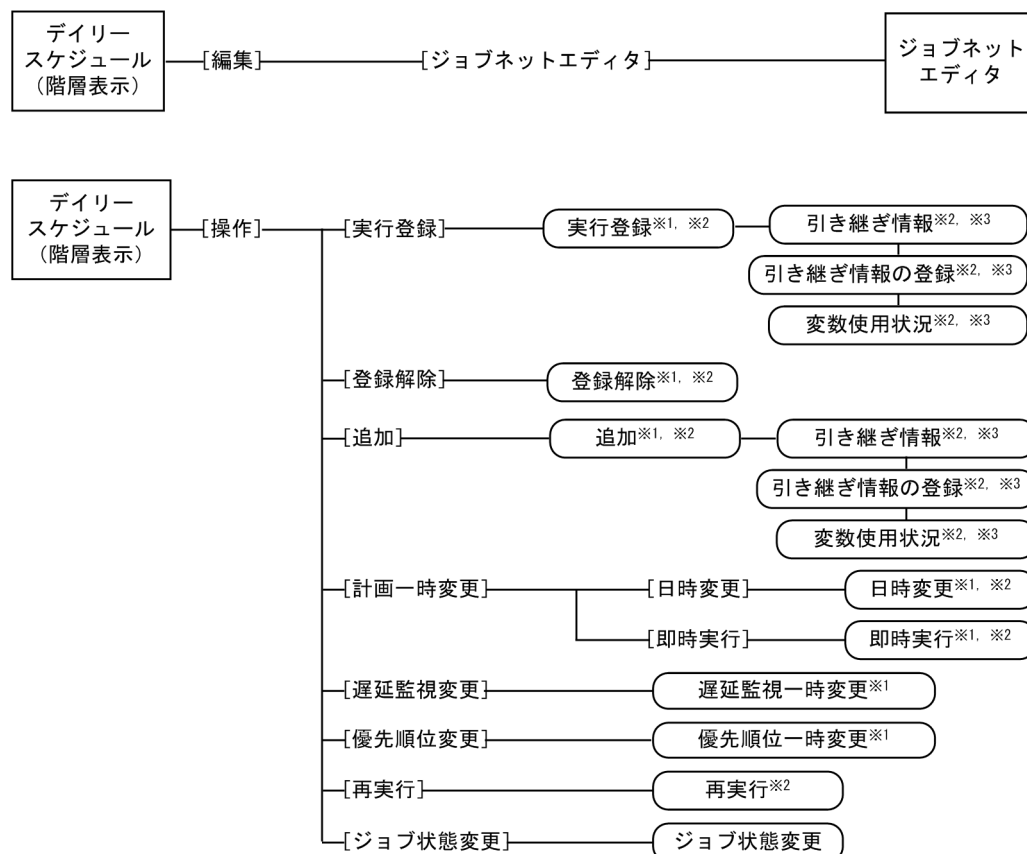 デイリー
スケジュール
（階層表示）
[編集]
[ジョブネットエディタ]
ジョブネット
エディタ
デイリー
スケジュール
（階層表示）
[操作]
[実行登録]
実行登録※1, ※2
引き継ぎ情報※2, ※3
引き継ぎ情報の登録※2, ※3
変数使用状況※2, ※3
[登録解除]
登録解除※1, ※2
[追加]
追加※1, ※2
引き継ぎ情報※2, ※3
引き継ぎ情報の登録※2, ※3
変数使用状況※2, ※3
[計画一時変更]
[日時変更]
日時変更※1, ※2
[即時実行]
即時実行※1, ※2
[遅延監視変更]
遅延監視一時変更※1
[優先順位変更]
優先順位一時変更※1
[再実行]
再実行※2
[ジョブ状態変更]
ジョブ状態変更